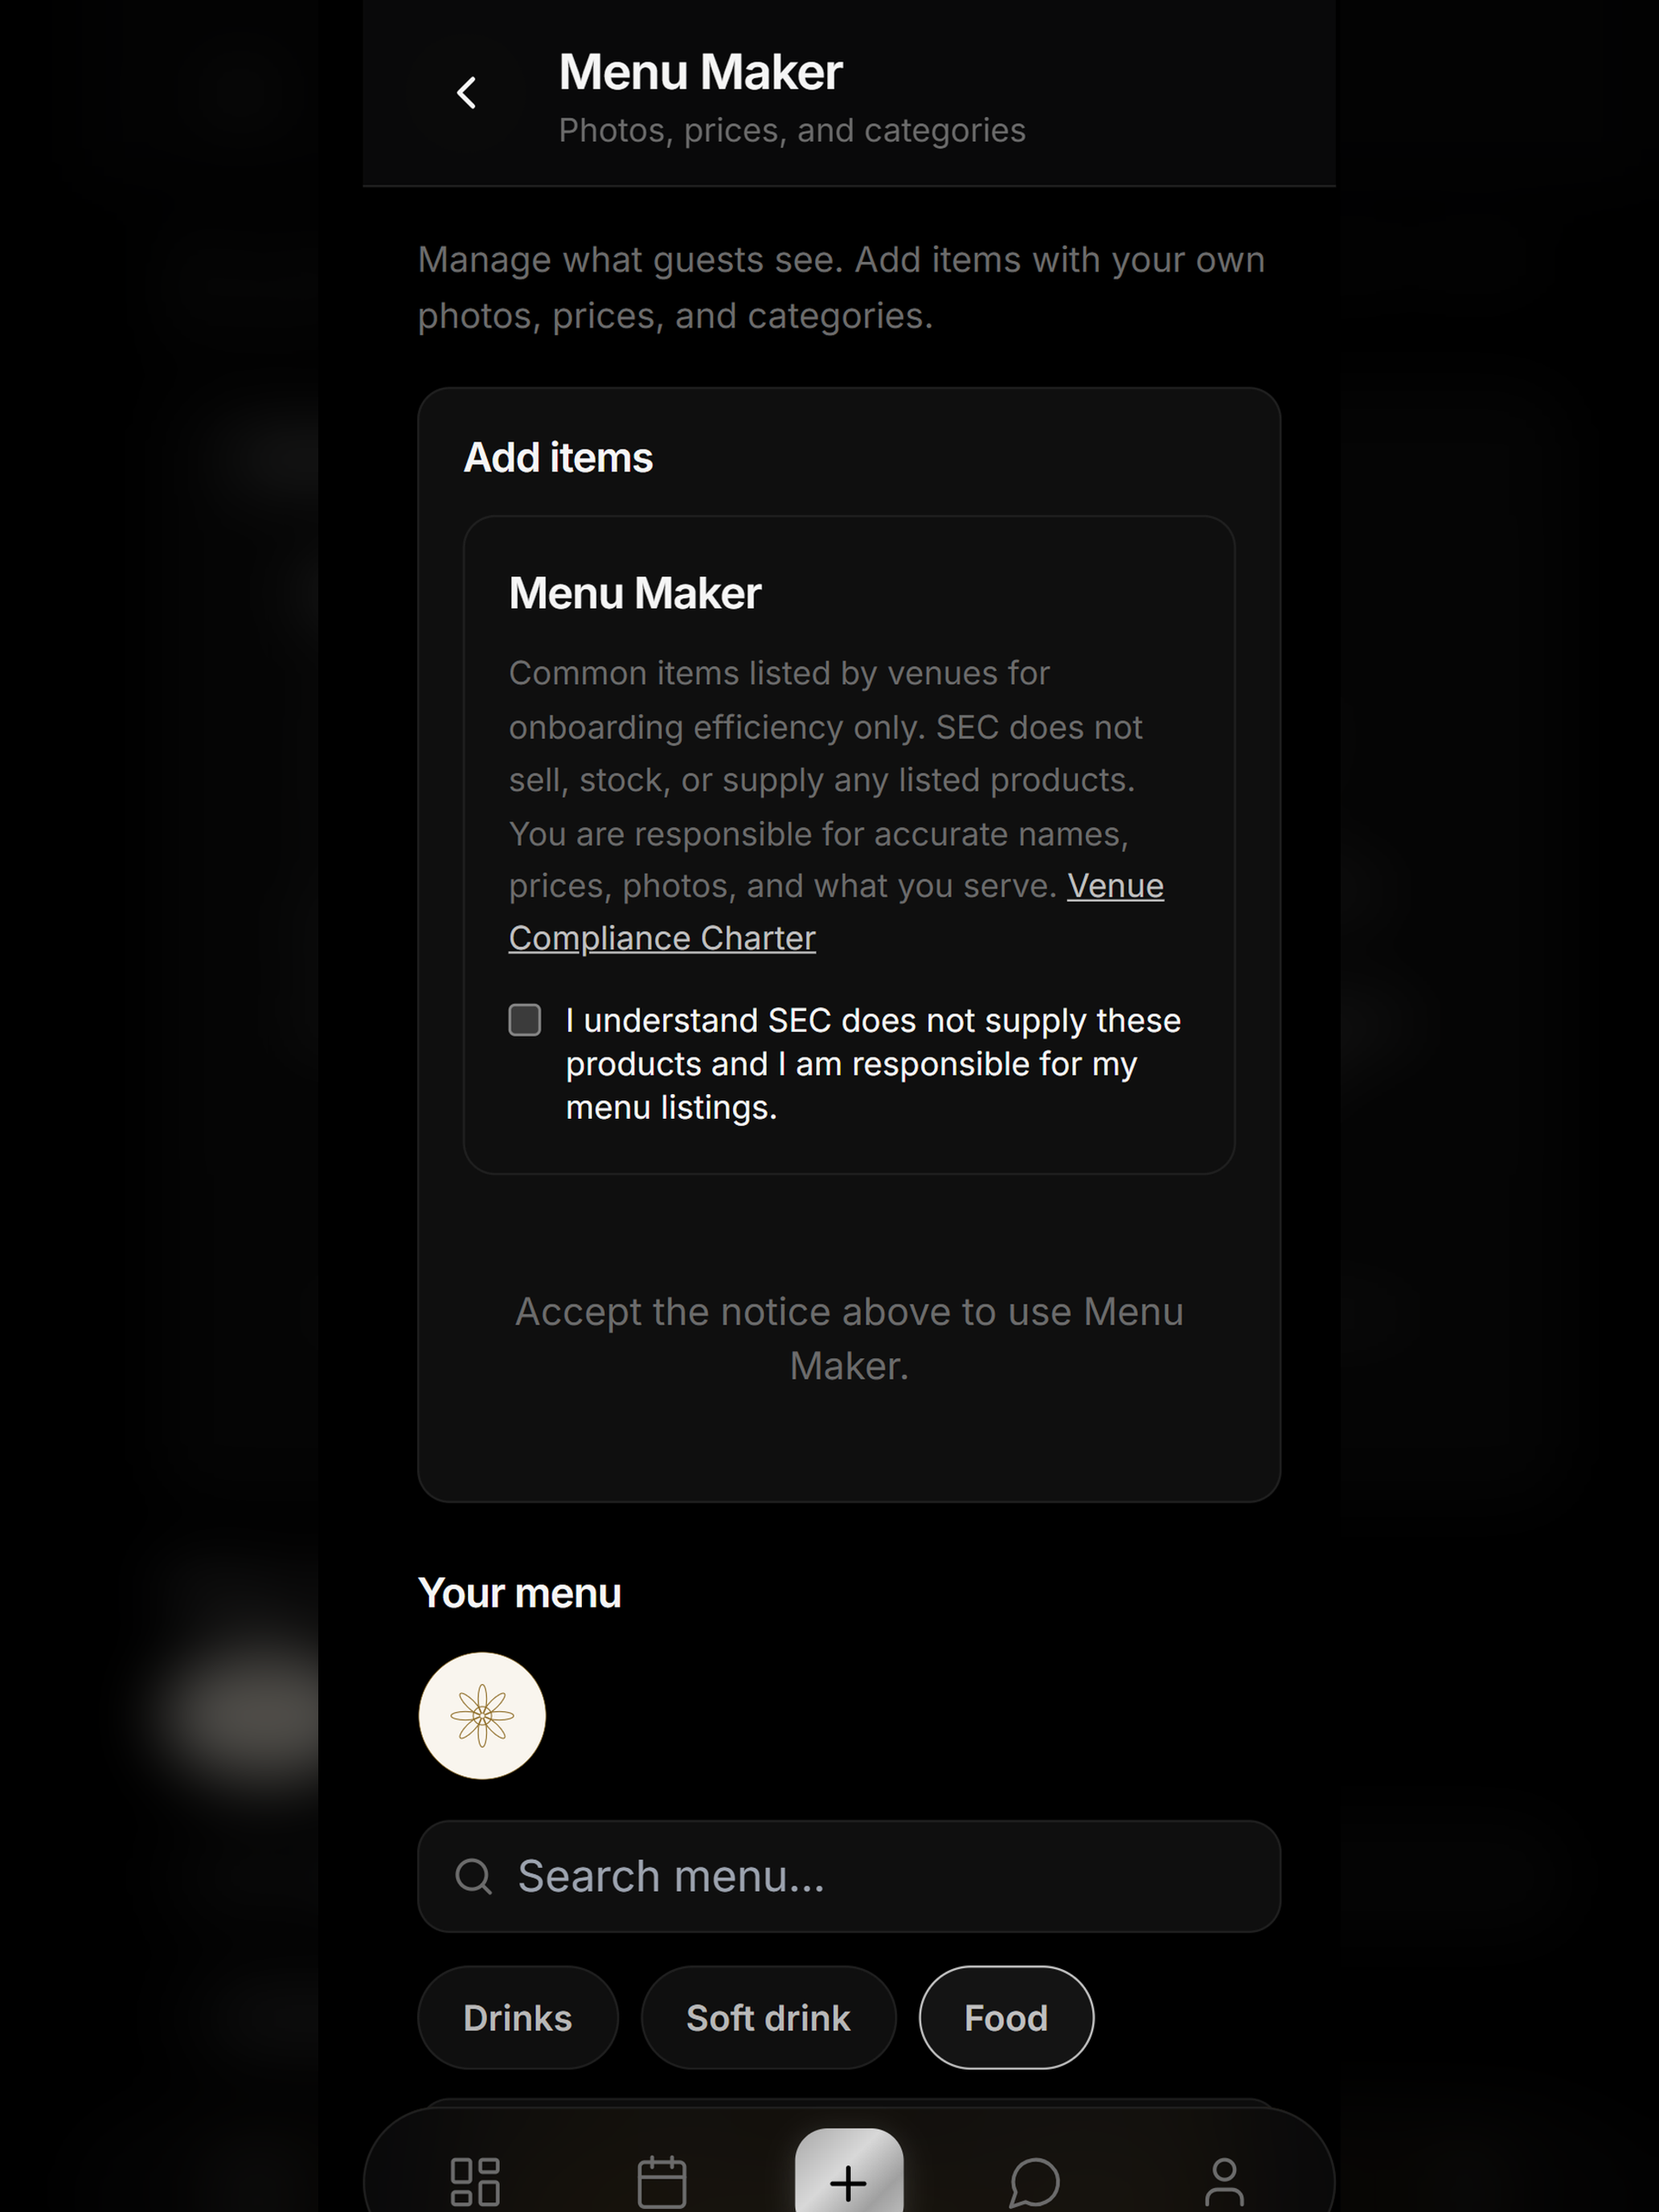 Menu Maker
Photos, prices, and categories
Manage what guests see. Add items with your own
photos, prices, and categories.
Add items
Menu Maker
Common items listed by venues for
onboarding efficiency only. SEC does not
sell, stock, or supply any listed products.
You are responsible for accurate names,
prices, photos, and what you serve. Venue
Compliance Charter
I understand SEC does not supply these
products and I am responsible for my
menu listings.
Accept the notice above to use Menu
Maker.
Your menu
Search menu...
Drinks
Soft drink
Food